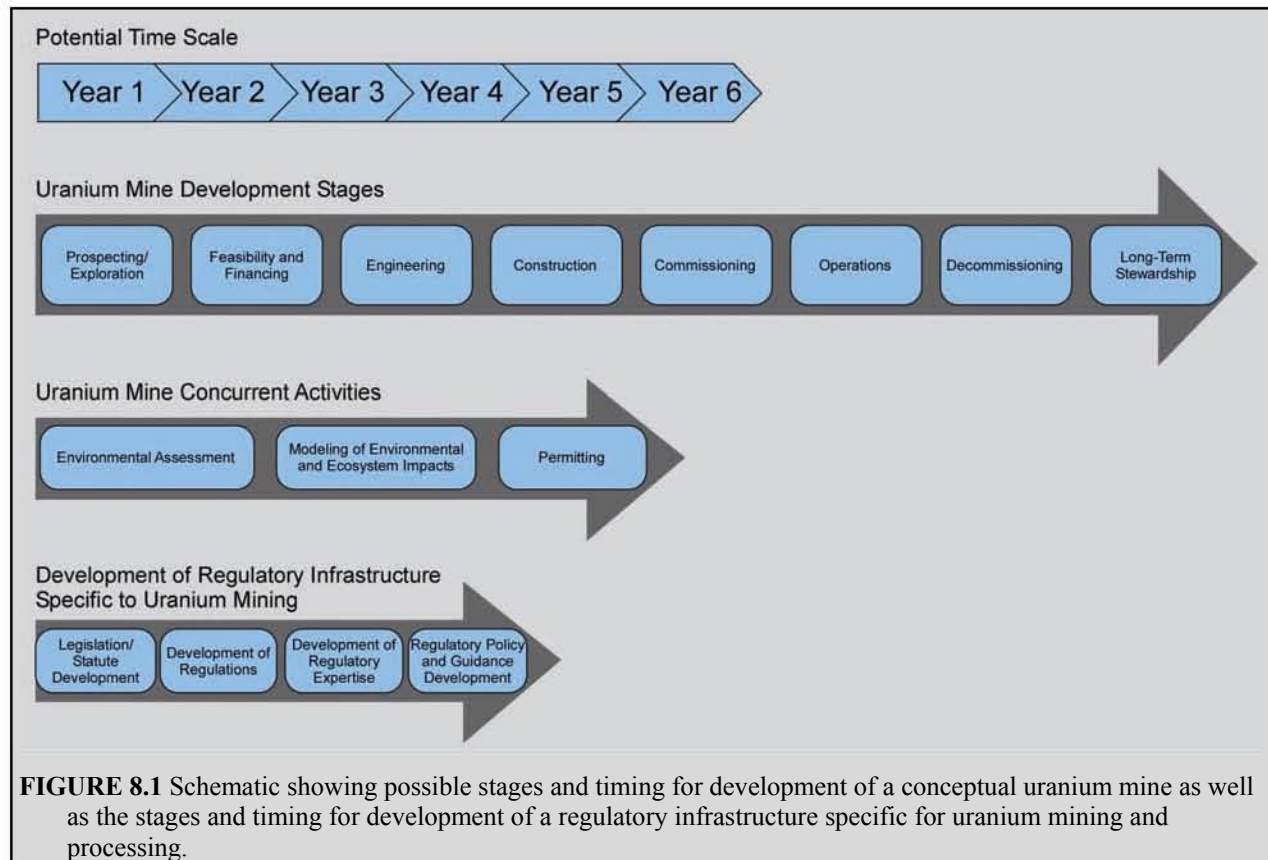 Potential Time Scale
Year 1 Year 2 Year 3 Year 4 Year 5 Year 6
Uranium Mine Development Stages
Prospecting/
Exploration
Feasibility and
Financing
Engineering
Construction
Commissioning
Operations
Decommissioning
Long-Term
Stewardship
Uranium Mine Concurrent Activities
Environmental Assessment
Modeling of Environmental
and Ecosystem Impacts
Permitting
Development of Regulatory Infrastructure
Specific to Uranium Mining
Legislation/
Statute
Development
Development of
Regulations
Development of
Regulatory
Expertise
Regulatory Policy
and Guidance
Development
FIGURE 8.1 Schematic showing possible stages and timing for development of a conceptual uranium mine as well
as the stages and timing for development of a regulatory infrastructure specific for uranium mining and
processing.